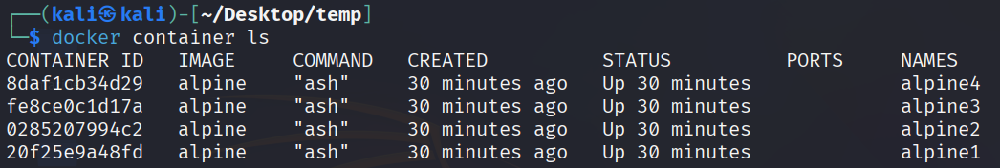 ┌──(kali㉿kali)-[~/Desktop/temp]
└─$ docker container ls
CONTAINER ID   IMAGE     COMMAND   CREATED          STATUS          PORTS     NAMES
8daf1cb34d29   alpine    "ash"     30 minutes ago   Up 30 minutes             alpine4
fe8ce0c1d17a   alpine    "ash"     30 minutes ago   Up 30 minutes             alpine3
0285207994c2   alpine    "ash"     30 minutes ago   Up 30 minutes             alpine2
20f25e9a48fd   alpine    "ash"     30 minutes ago   Up 30 minutes             alpine1